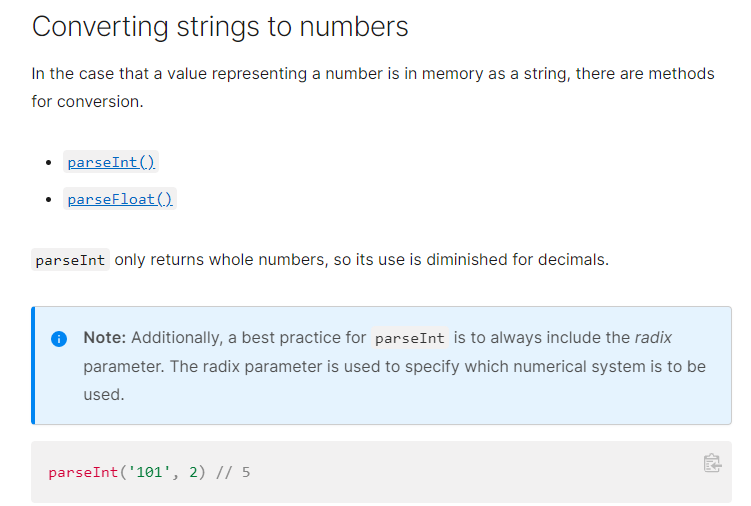 Converting strings to numbers
In the case that a value representing a number is in memory as a string, there are methods
for conversion.
• parseInt()
• parseFloat()
parseInt only returns whole numbers, so its use is diminished for decimals.
Note: Additionally, a best practice for parseInt is to always include the radix
parameter. The radix parameter is used to specify which numerical system is to be
used.
parseInt('101', 2) // 5